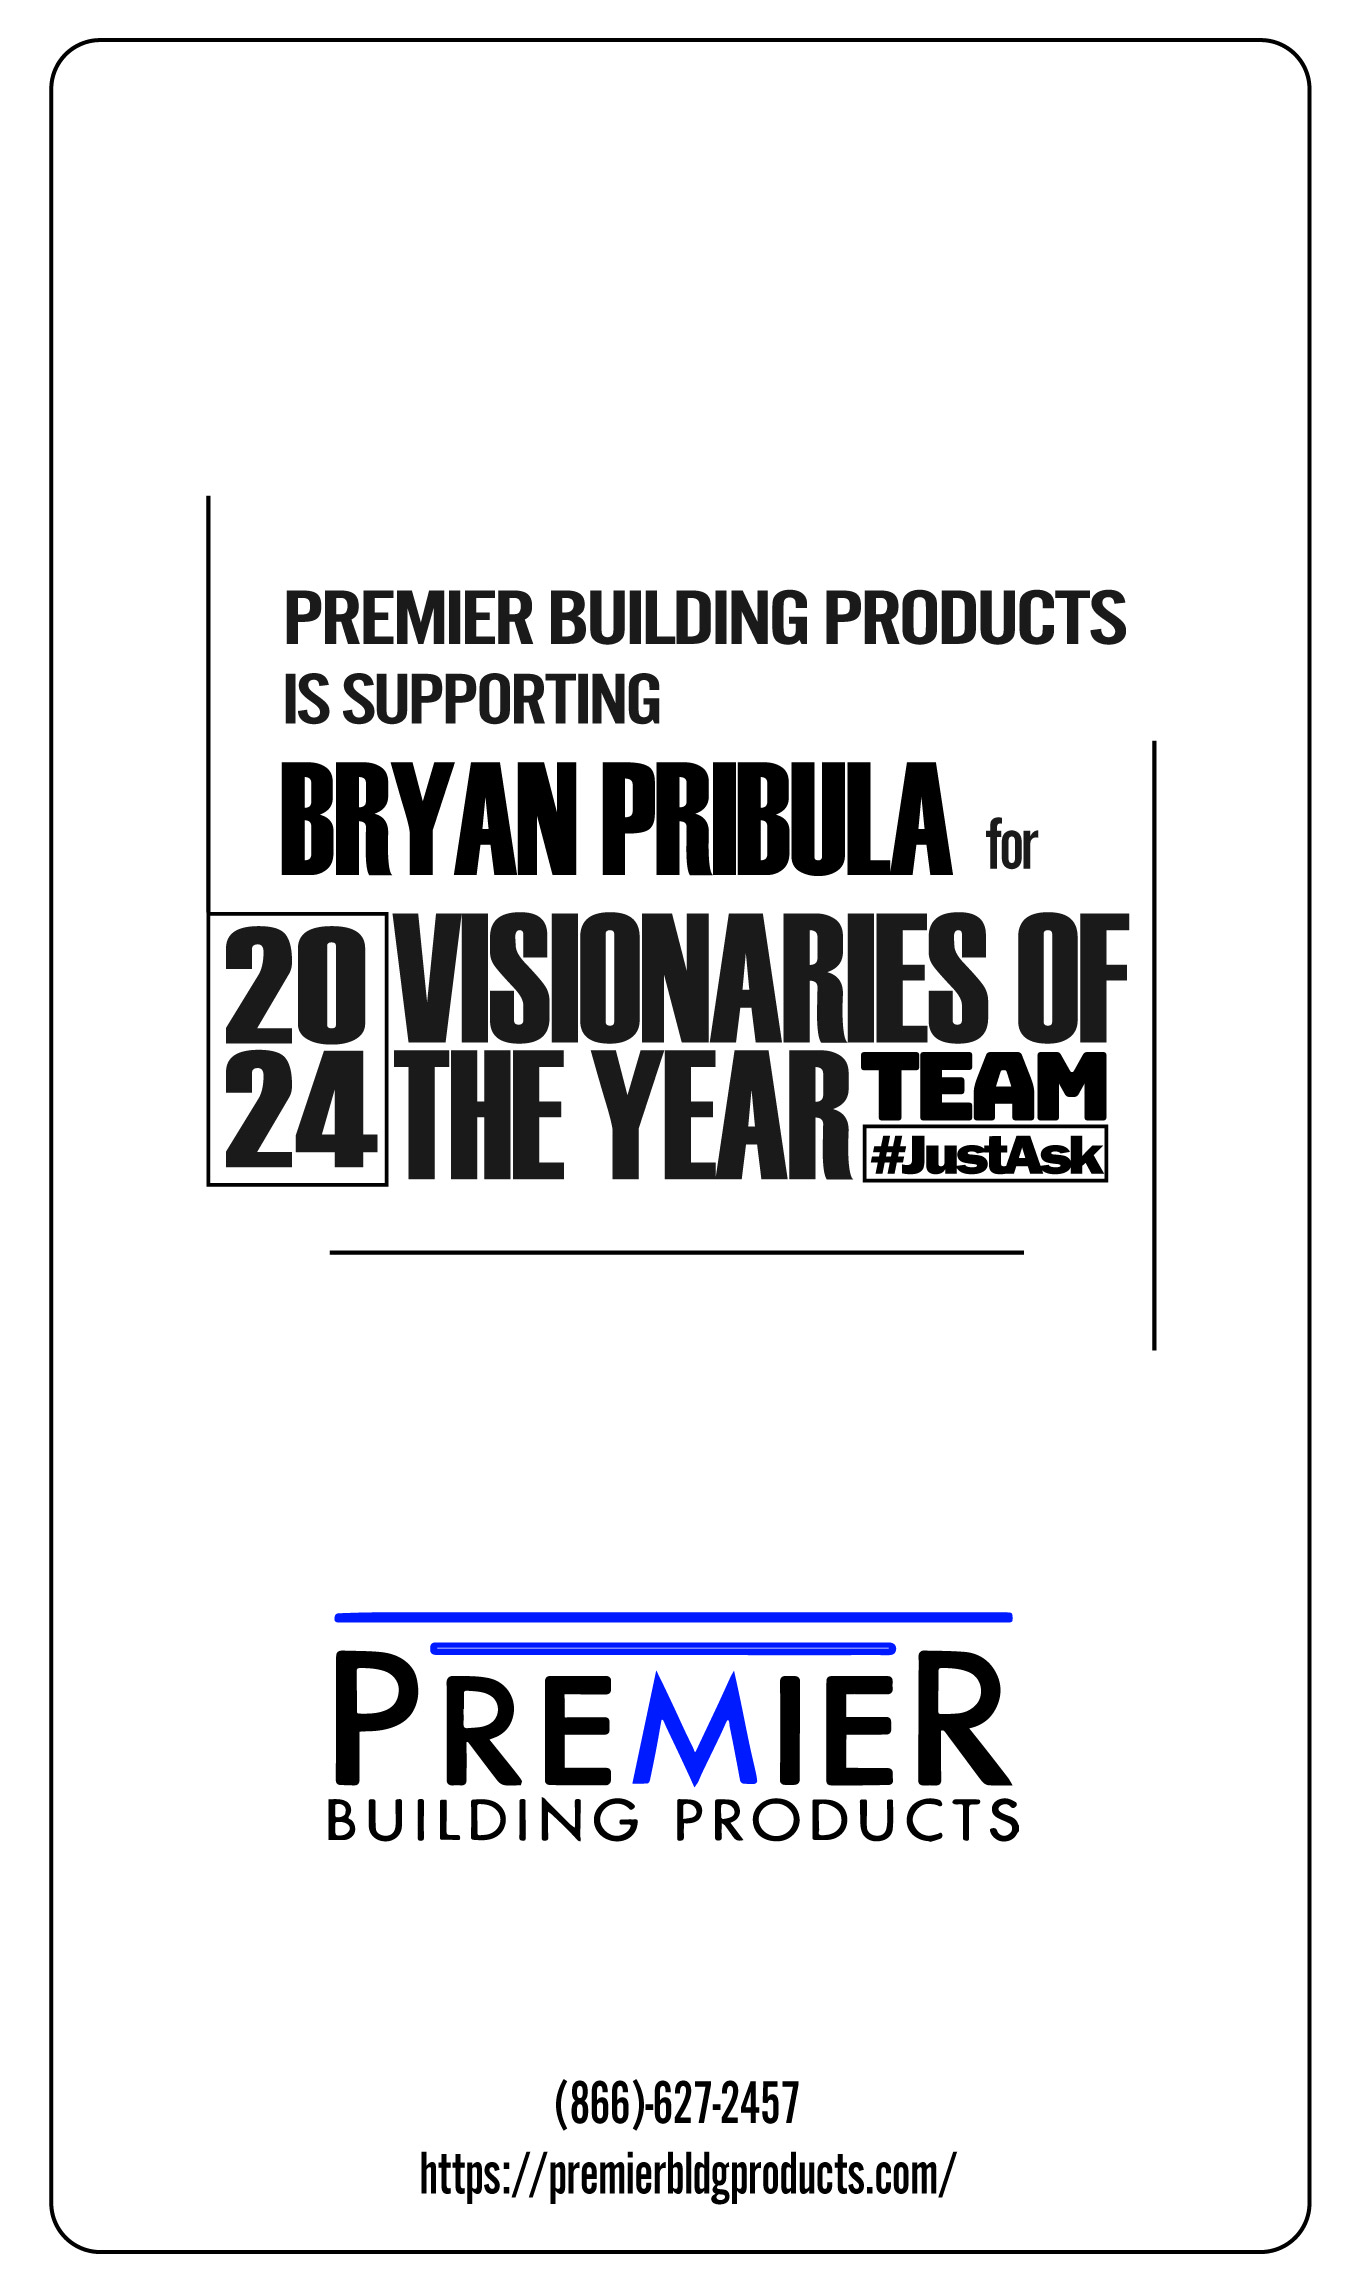 PREMIER BUILDING PRODUCTS
IS SUPPORTING
BRYAN PRIBULA for
20 VISIONARIES OF
24 THE YEAR TEAM
#JustAsk
PREMIER
BUILDING PRODUCTS
(866)-627-2457
https://premierbldgproducts.com/